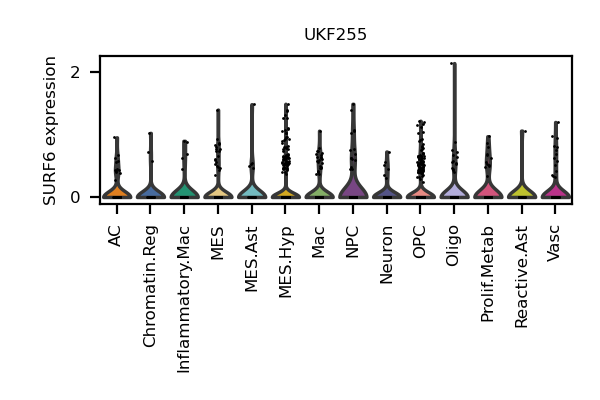 UKF255
SURF6 expression
2
0
AC
Chromatin.Reg
Inflammatory.Mac
MES
MES.Ast
MES.Hyp
Mac
NPC
Neuron
OPC
Oligo
Prolif.Metab
Reactive.Ast
Vasc